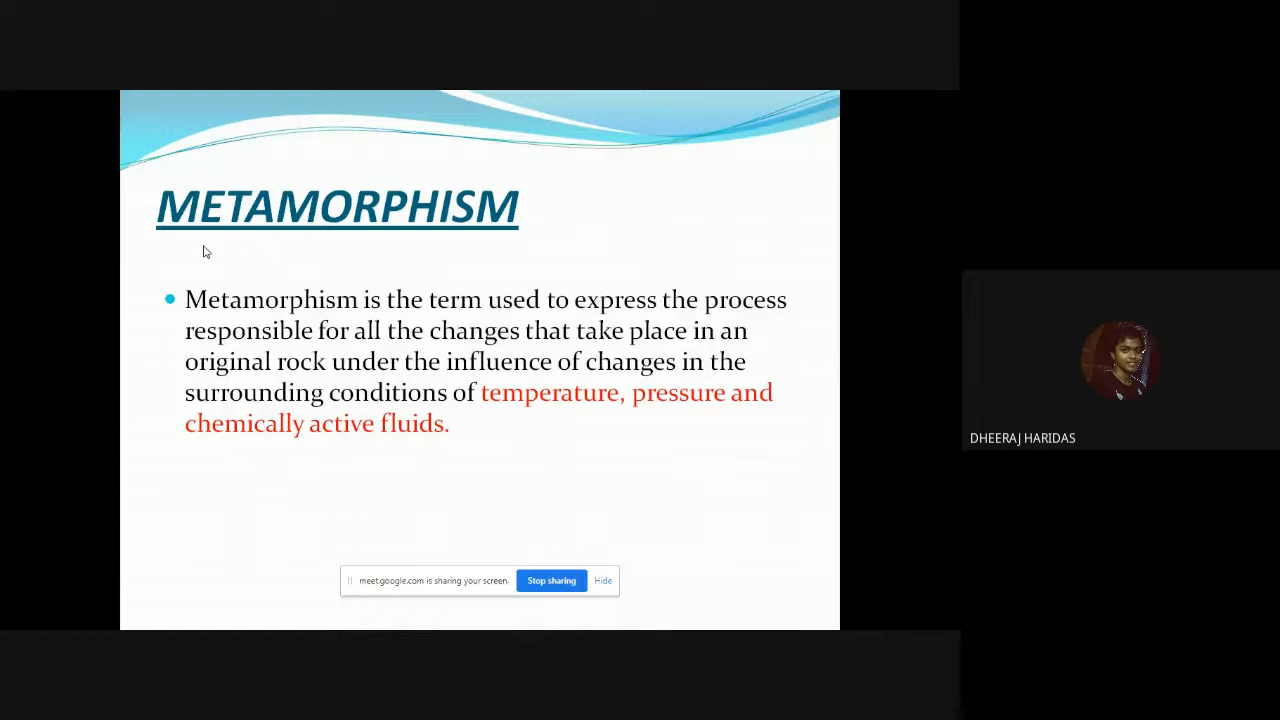 METAMORPHISM
Metamorphism is the term used to express the process
responsible for all the changes that take place in an
original rock under the influence of changes in the
surrounding conditions of temperature, pressure and
chemically active fluids.
DHEERAJ HARIDAS
meet.google.com is sharing your screen. Stop sharing Hide